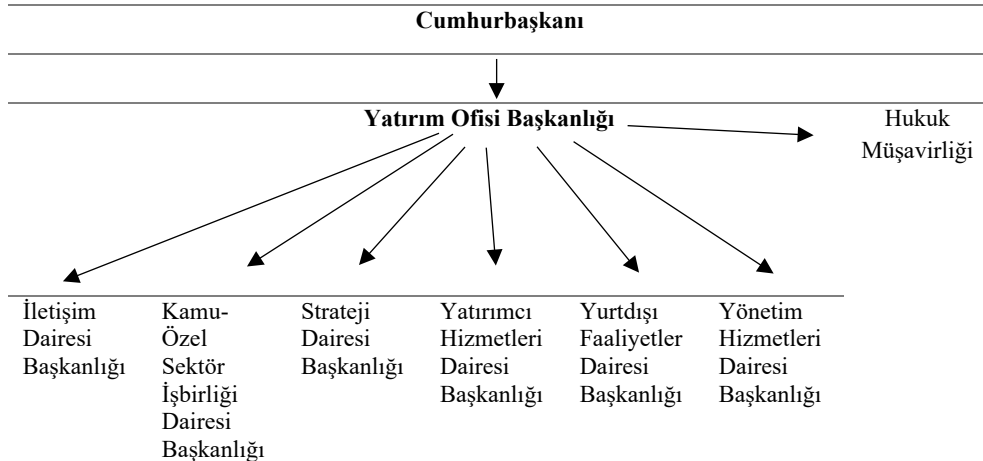 Cumhurbaşkanı
Yatırım Ofisi Başkanlığı
Hukuk
Müşavirliği
İletişim
Dairesi
Başkanlığı
Kamu-
Özel
Sektör
İşbirliği
Dairesi
Başkanlığı
Strateji
Dairesi
Başkanlığı
Yatırımcı
Hizmetleri
Dairesi
Başkanlığı
Yurtdışı
Faaliyetler
Dairesi
Başkanlığı
Yönetim
Hizmetleri
Dairesi
Başkanlığı